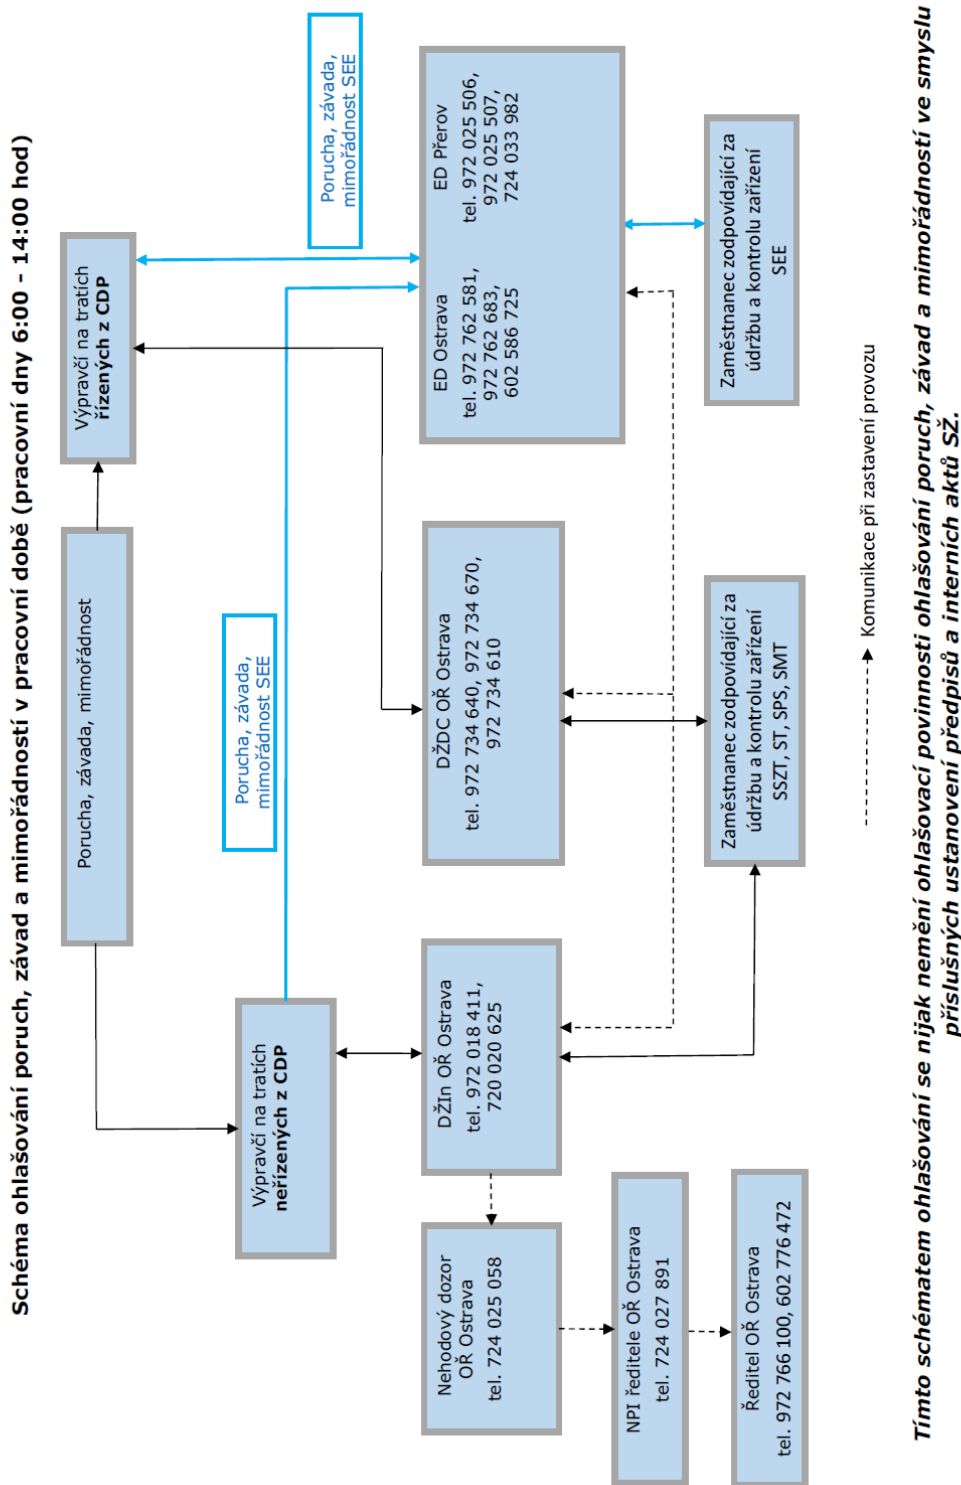 Schéma ohlašování poruch, závad a mimořádností v pracovní době (pracovní dny 6:00 - 14:00 hod)
Porucha, závada, mimořádnost
Výpravčí na tratích
řízených z CDP
Výpravčí na tratích
neřízených z CDP
Porucha, závada,
mimořádnost SEE
Porucha, závada,
mimořádnost SEE
Nehodový dozor
OŘ Ostrava
tel. 724 025 058
DŽIn OŘ Ostrava
tel. 972 018 411,
720 020 625
DŽDC OŘ Ostrava
tel. 972 734 640, 972 734 670,
972 734 610
ED Ostrava
tel. 972 762 581,
972 762 683,
602 586 725
ED Přerov
tel. 972 025 506,
972 025 507,
724 033 982
NPI ředitele OŘ Ostrava
tel. 724 027 891
Ředitel OŘ Ostrava
tel. 972 766 100, 602 776 472
Zaměstnanec zodpovídající za
údržbu a kontrolu zařízení
SSZT, ST, SPS, SMT
Zaměstnanec zodpovídající za
údržbu a kontrolu zařízení
SEE
Komunikace při zastavení provozu
Tímto schématem ohlašování se nijak nemění ohlašovací povinnosti ohlašování poruch, závad a mimořádností ve smyslu
příslušných ustanovení předpisů a interních aktů SŽ.